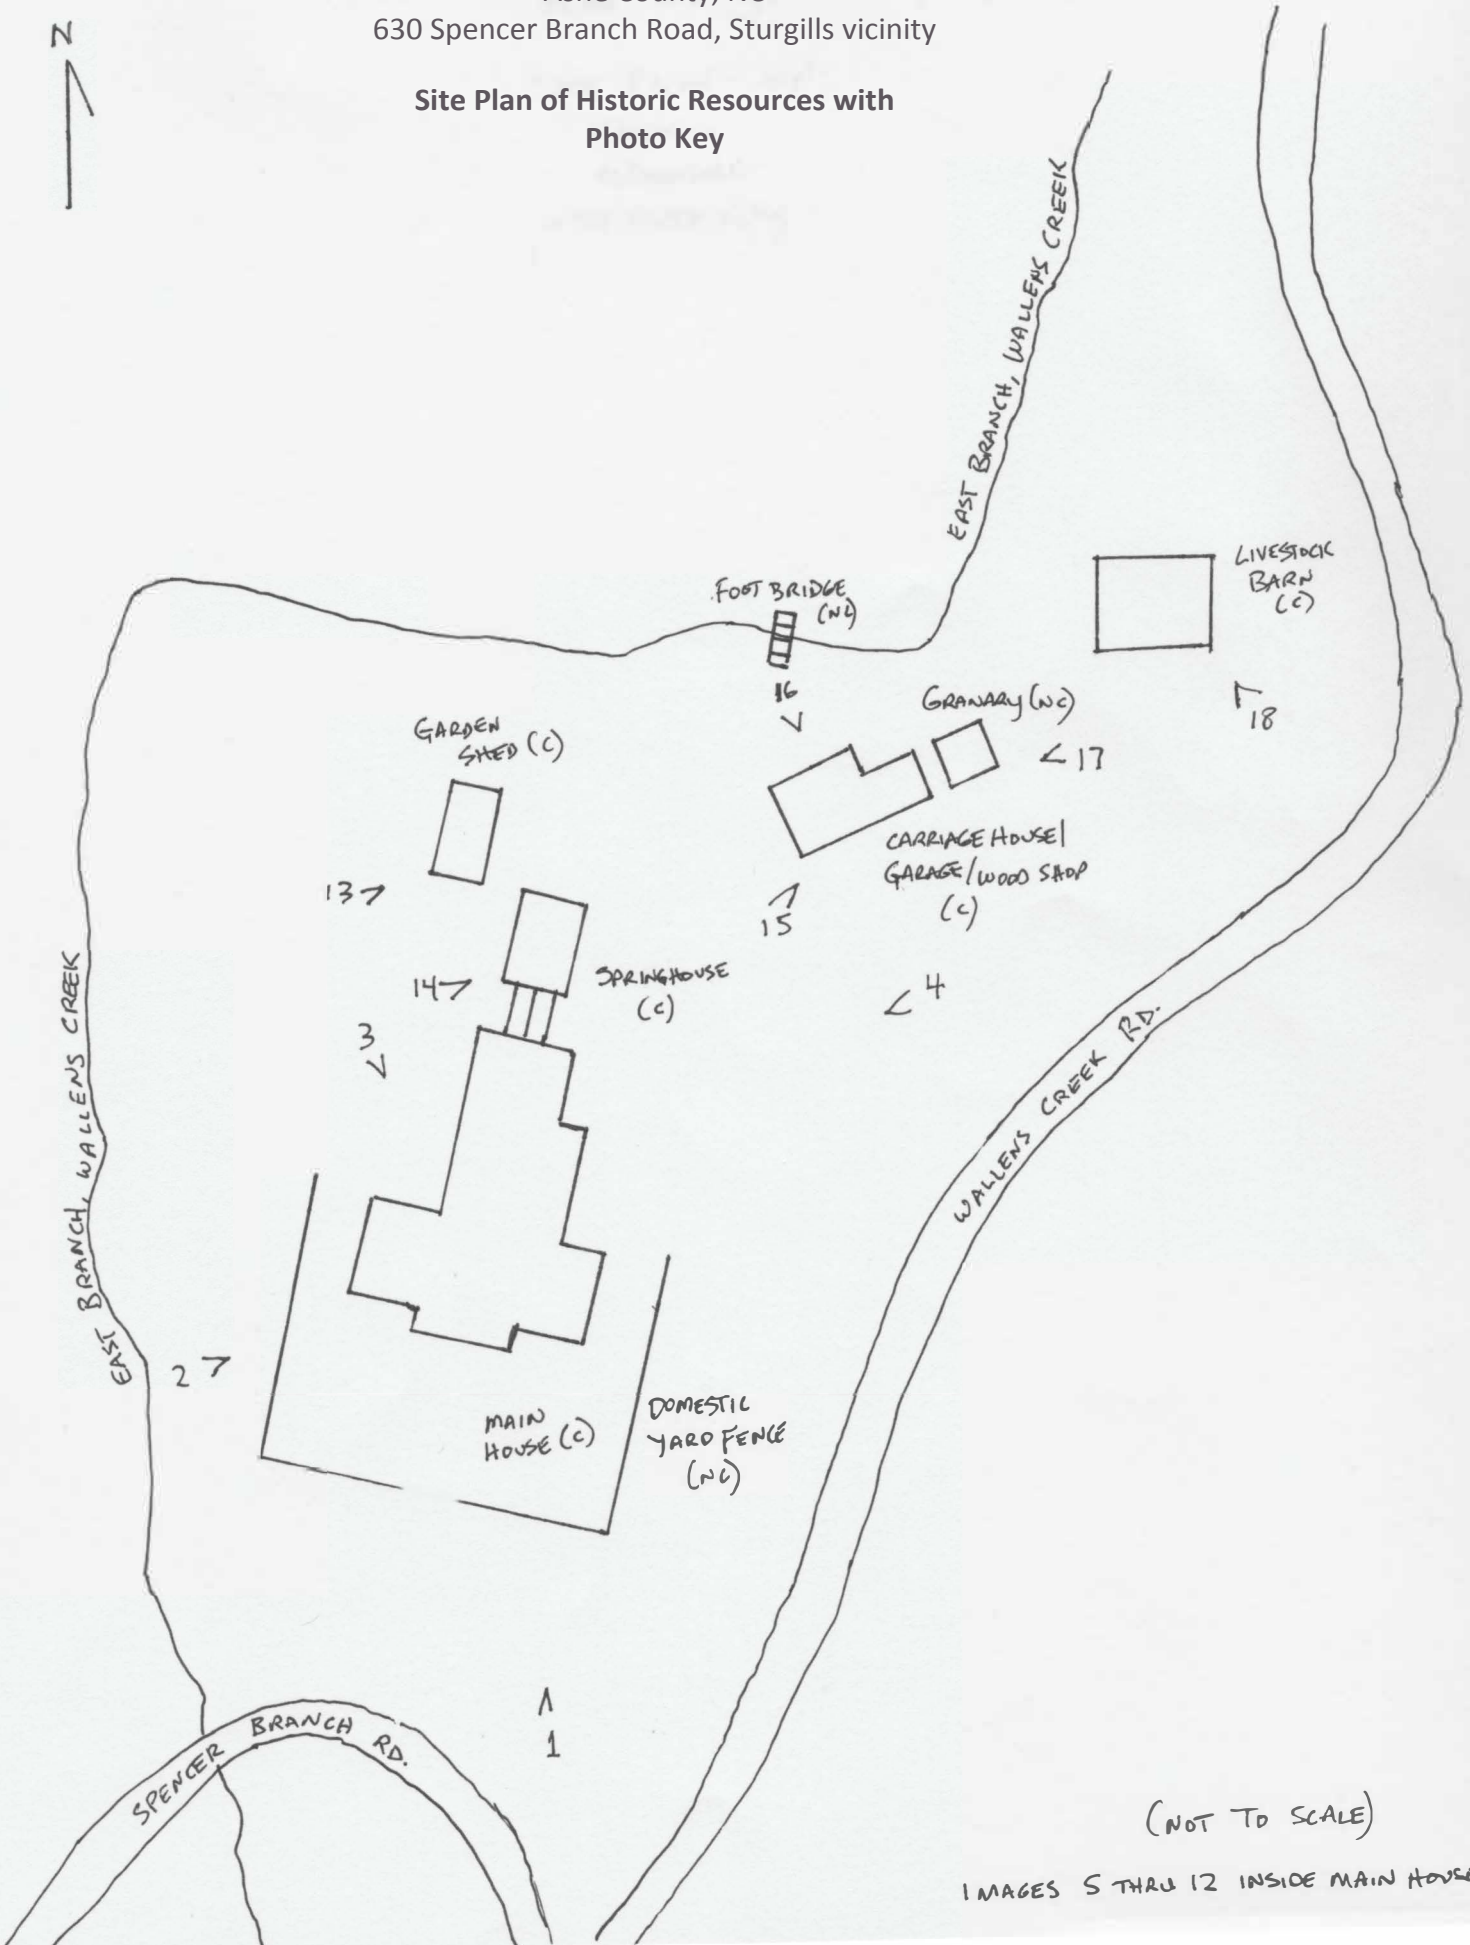 N
Ashe County, NC
630 Spencer Branch Road, Sturgills vicinity
Site Plan of Historic Resources with
Photo Key
EAST BRANCH, WALLENS CREEK
LIVESTOCK
BARN
(C)
FOOT BRIDGE
(NC)
16
GRANARY (NC)
18
17
GARDEN
SHED (C)
CARRIAGE HOUSE/
GARAGE/WOOD SHOP
(C)
13
15
14
SPRINGHOUSE
(C)
4
3
EAST BRANCH, WALLENS CREEK
WALLENS CREEK RD.
2
MAIN
HOUSE (C)
DOMESTIC
YARD FENCE
(NC)
1
SPENCER BRANCH RD.
(NOT TO SCALE)
IMAGES 5 THRU 12 INSIDE MAIN HOUSE